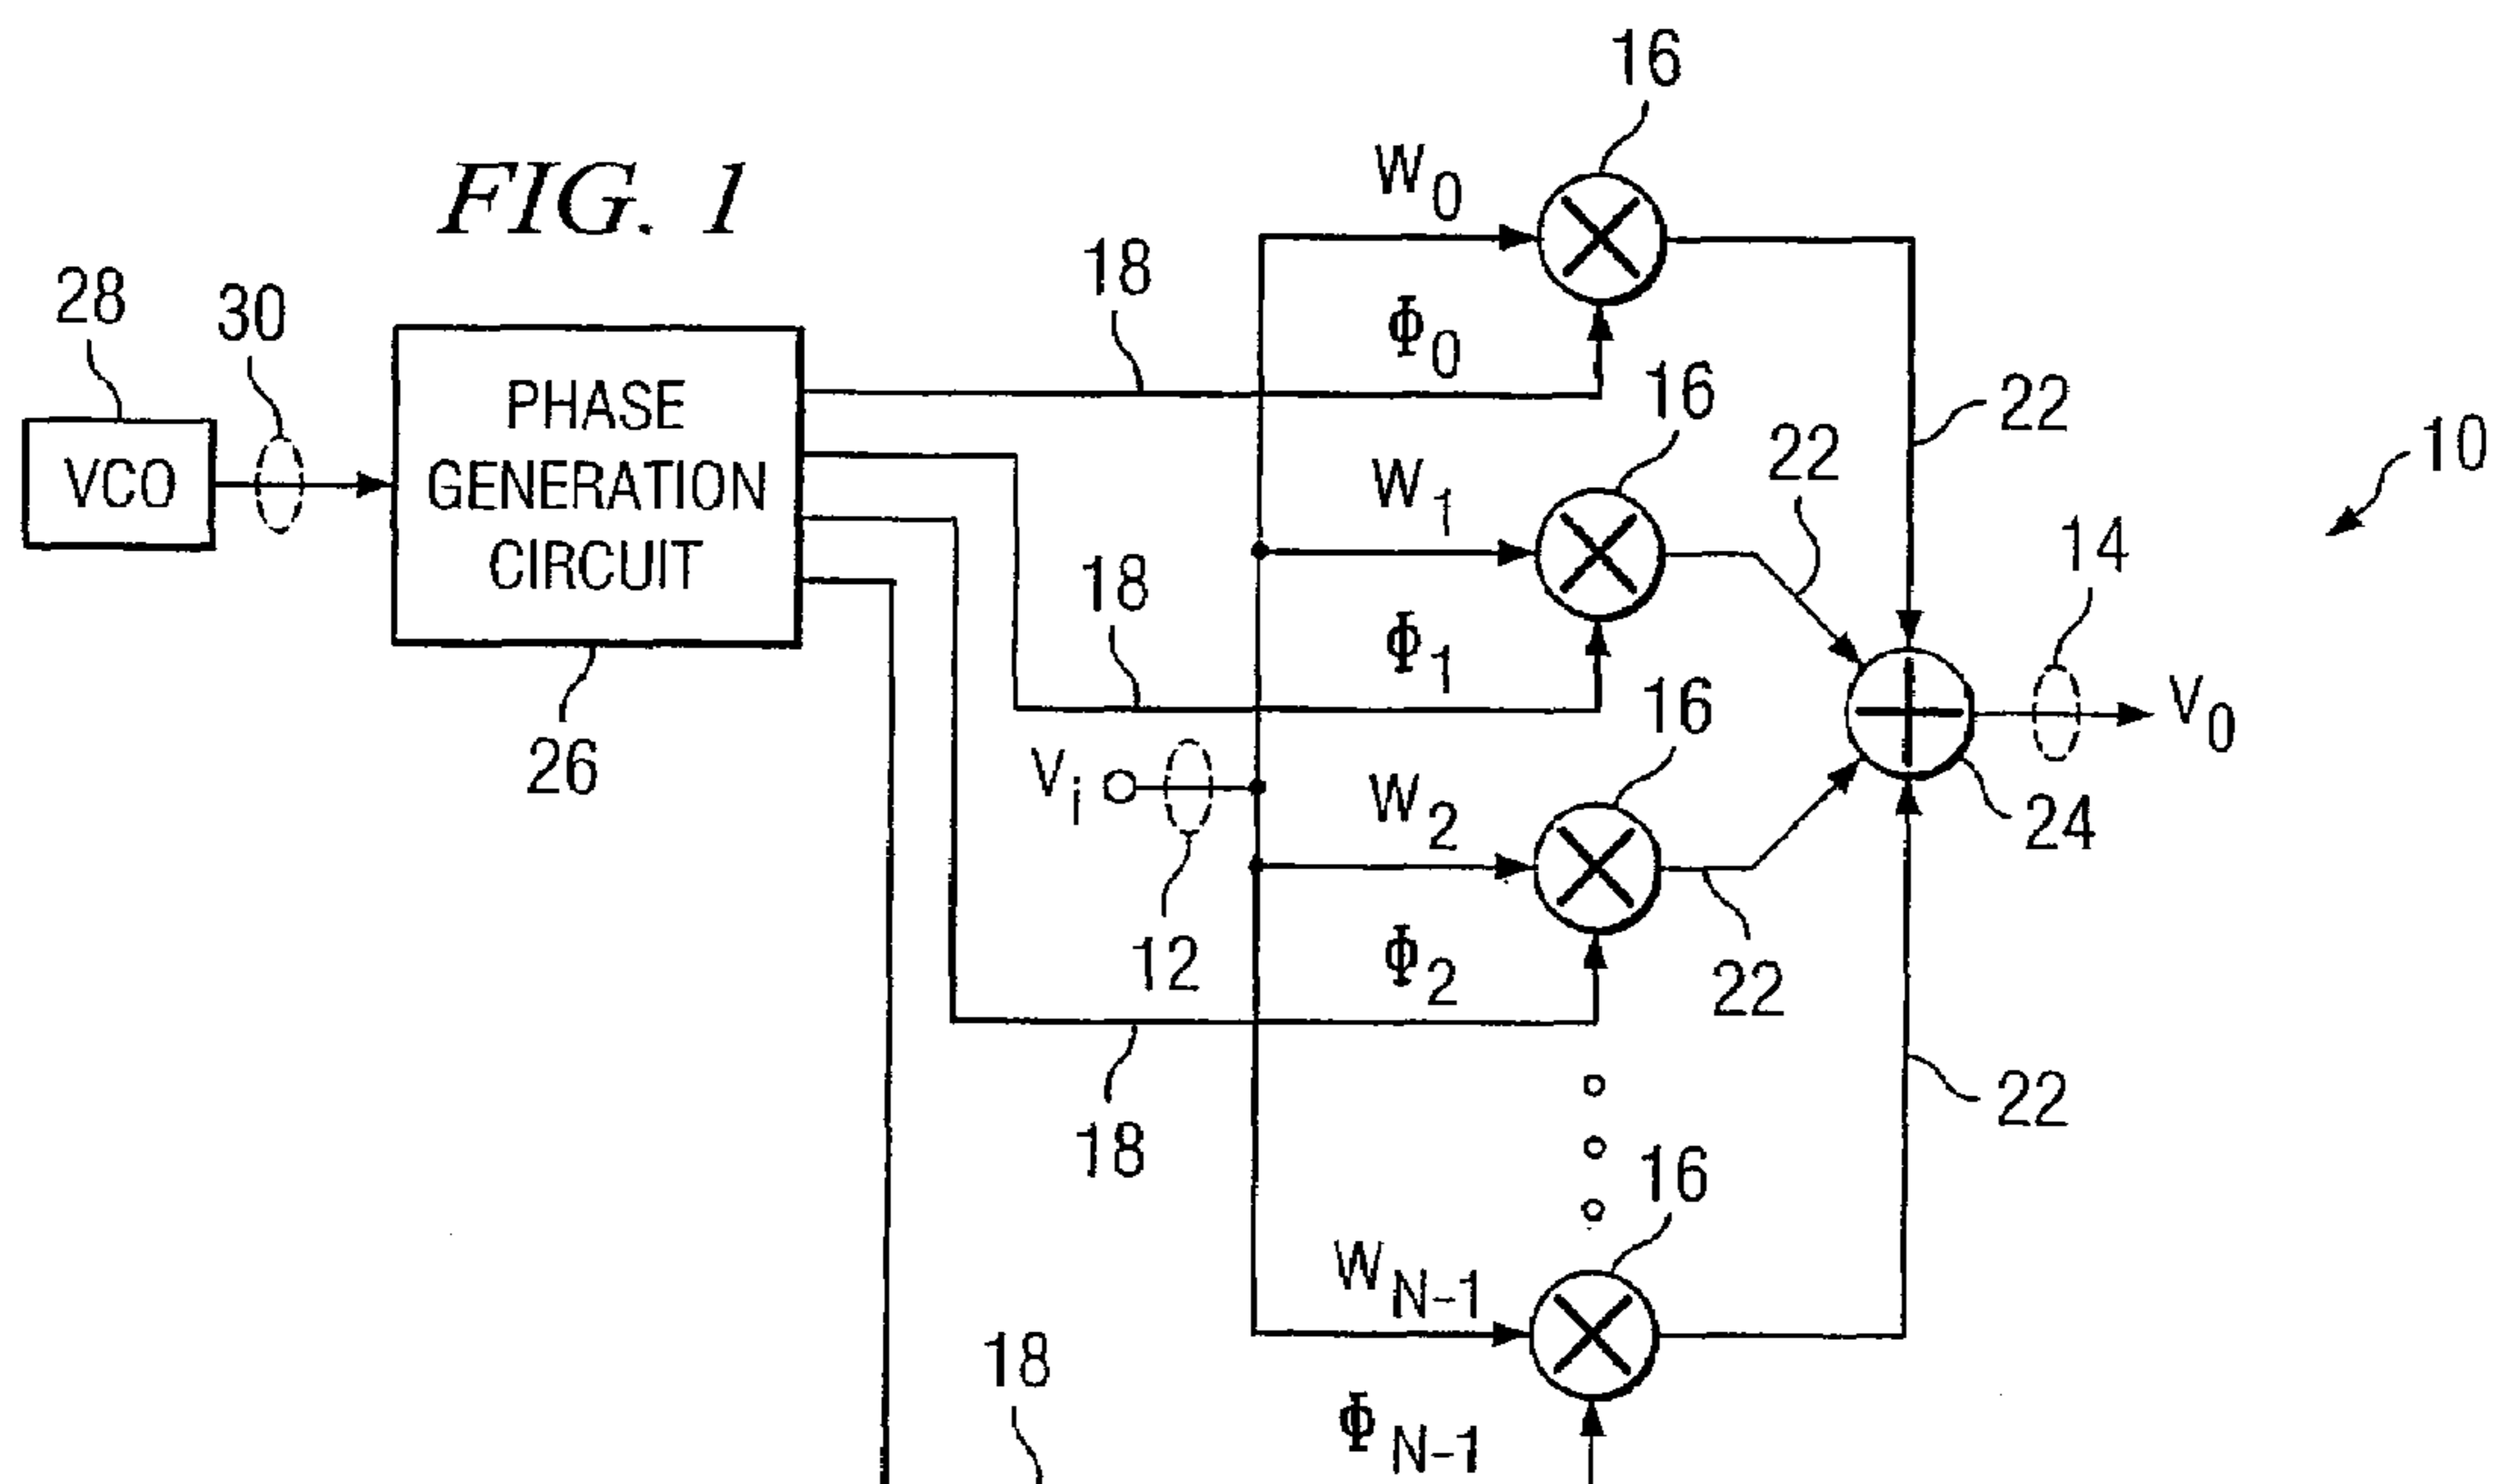 16
W0
FIG. 1
18
28
30
Φ0
16
PHASE
GENERATION
CIRCUIT
VCO
22
22
10
W1
14
18
Φ1
16
26
Vi
V0
W2
24
12
Φ2
22
18
22
16
WN-1
18
ΦN-1